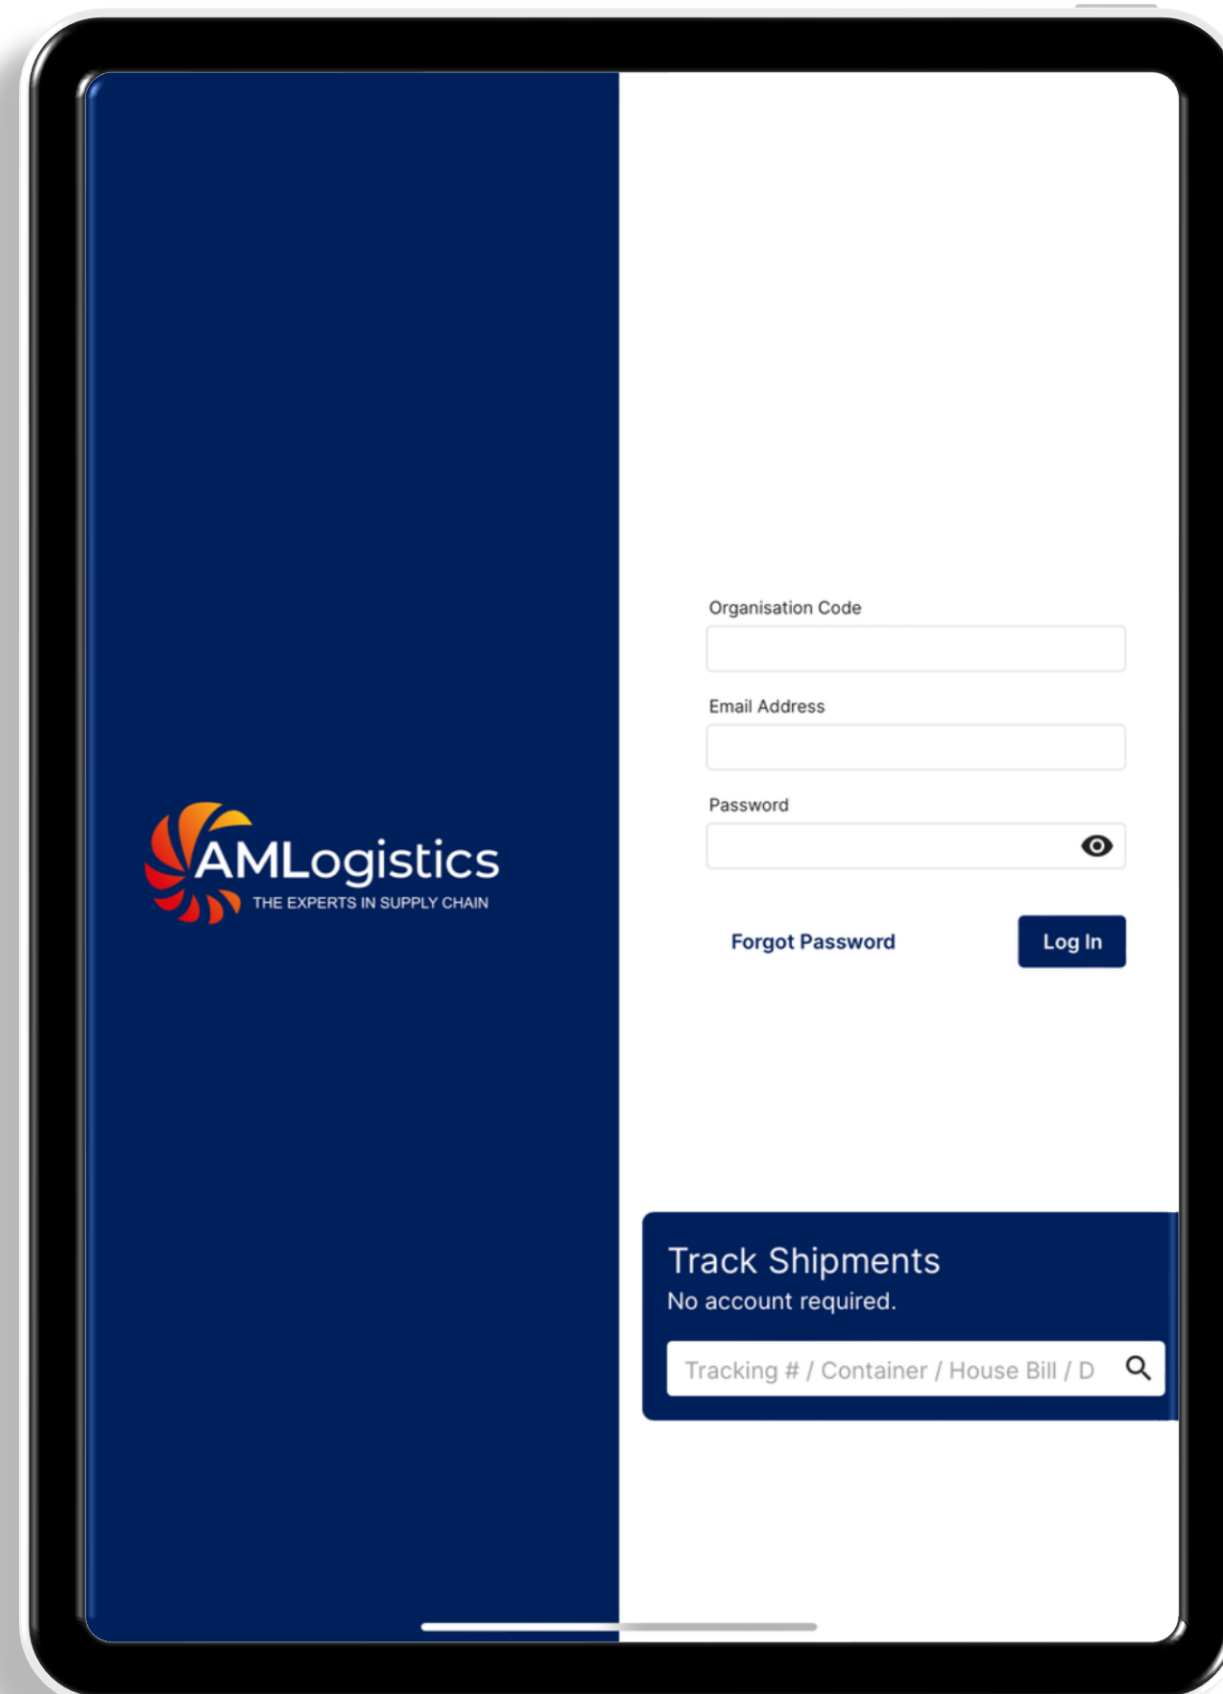 AMLogistics
THE EXPERTS IN SUPPLY CHAIN
Organisation Code
Email Address
Password
Forgot Password
Log In
Track Shipments
No account required.
Tracking # / Container / House Bill / D